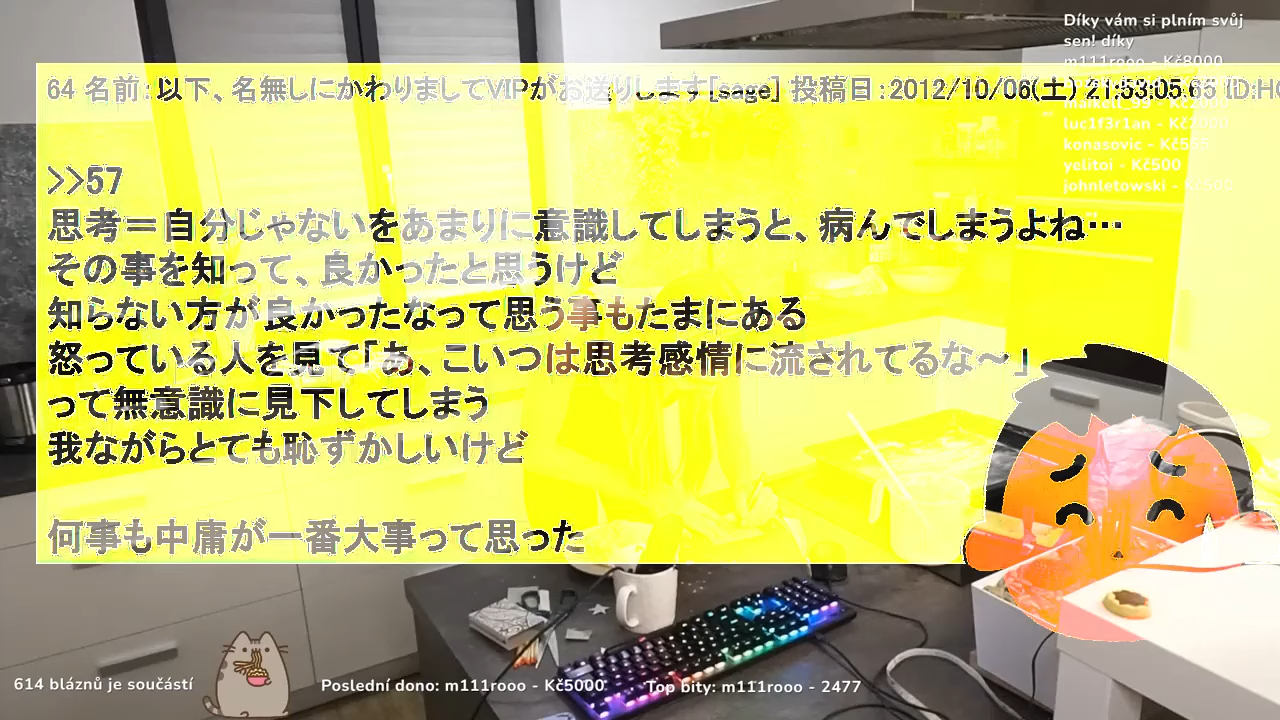 Díky vám si plním svůj
sen! díky
m111rooo - Kč8000
64 名前：以下、名無しにかわりましてVIPがお送りします[sage] 投稿日：2012/10/06(土) 21:53:05.65 ID:HC
maikell_99 - Kč2000
luc1f3r1an - Kč2000
konasovic - Kč555
yelitoi - Kč500
johnletowski - Kč500
>>57
思考＝自分じゃないをあまりに意識してしまうと、病んでしまうよね…
その事を知って、良かったと思うけど
知らない方が良かったなって思う事もたまにある
怒っている人を見て「あ、こいつは思考感情に流されてるな～」
って無意識に見下してしまう
我ながらとても恥ずかしいけど
何事も中庸が一番大事って思った
614 bláznů je součástí
Poslední dono: m111rooo - Kč5000
Top bity: m111rooo - 2477